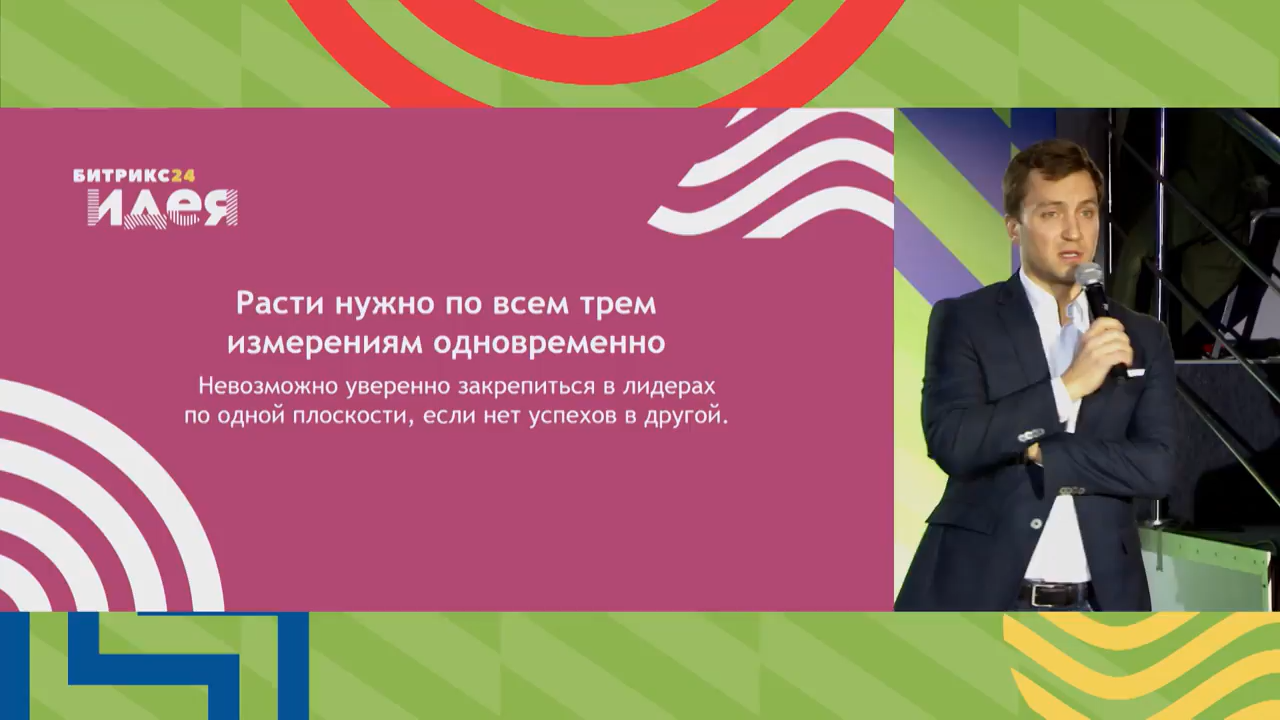 БИТРИКС24
идея
Расти нужно по всем трем
измерениям одновременно
Невозможно уверенно закрепиться в лидерах
по одной плоскости, если нет успехов в другой.